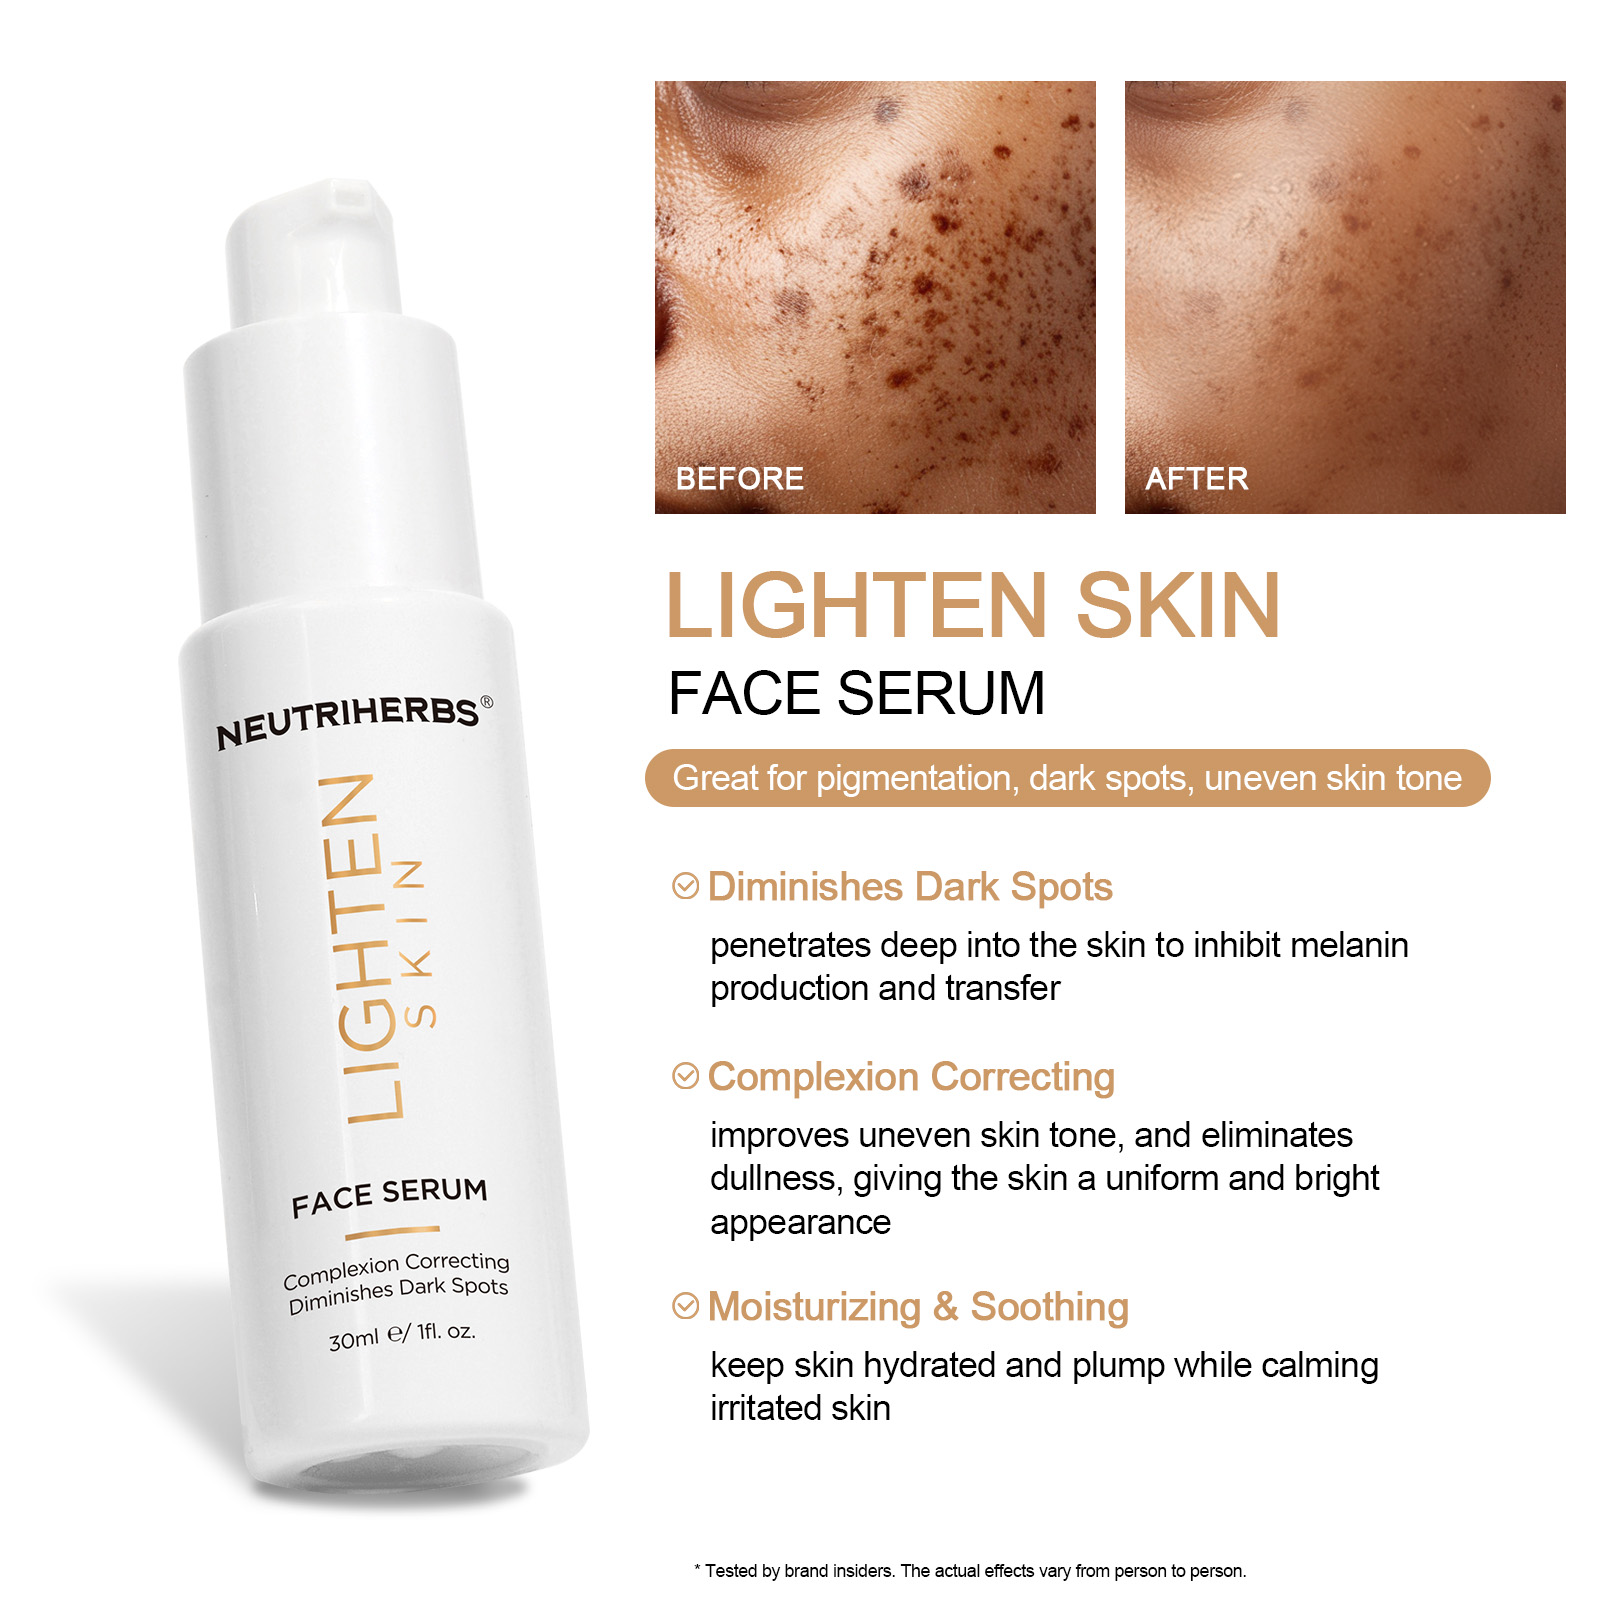 NEUTRIHERBS®
LIGHTEN
SKIN
FACE SERUM
Complexion Correcting
Diminishes Dark Spots
30ml ℮/ 1fl. oz.
BEFORE
AFTER
LIGHTEN SKIN
FACE SERUM
Great for pigmentation, dark spots, uneven skin tone
Diminishes Dark Spots
penetrates deep into the skin to inhibit melanin
production and transfer
Complexion Correcting
improves uneven skin tone, and eliminates
dullness, giving the skin a uniform and bright
appearance
Moisturizing & Soothing
keep skin hydrated and plump while calming
irritated skin
* Tested by brand insiders. The actual effects vary from person to person.